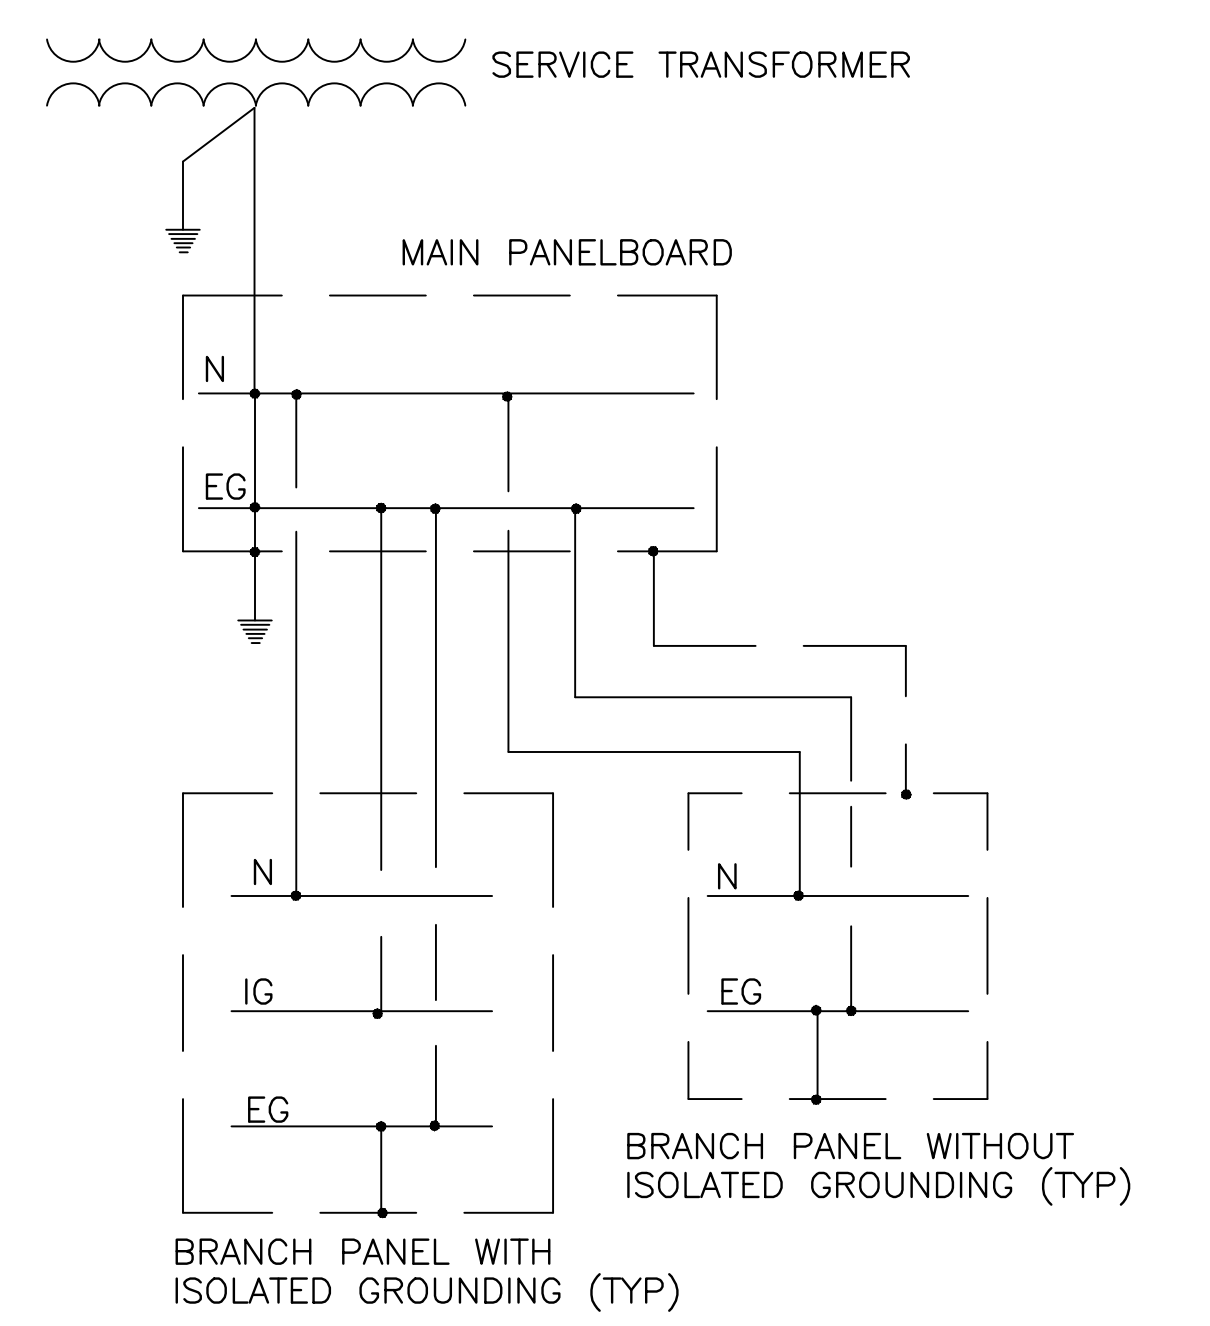 SERVICE TRANSFORMER
MAIN PANELBOARD
N
EG
N
IG
EG
BRANCH PANEL WITH
ISOLATED GROUNDING (TYP)
N
EG
BRANCH PANEL WITHOUT
ISOLATED GROUNDING (TYP)